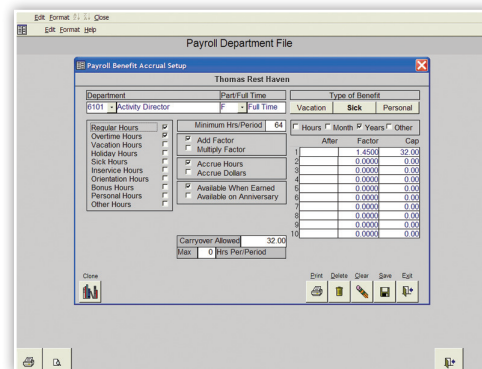 Edit Format Close
Edit Format Help
Payroll Department File
Payroll Benefit Accrual Setup
Thomas Rest Haven
Department Part/Full Time Type of Benefit
6101 Activity Director F Full Time Vacation Sick Personal
Regular Hours
Overtime Hours
Vacation Hours
Holiday Hours
Sick Hours
Inservice Hours
Orientation Hours
Bonus Hours
Personal Hours
Other Hours
Minimum Hrs/Period 64
Add Factor
Multiply Factor
Accrue Hours
Accrue Dollars
Available When Earned
Available on Anniversary
Carryover Allowed 32.00
Max 0 Hrs Per/Period
Hours Month Years Other
After Factor Cap
1 1.4500 32.00
2 0.0000 0.00
3 0.0000 0.00
4 0.0000 0.00
5 0.0000 0.00
6 0.0000 0.00
7 0.0000 0.00
8 0.0000 0.00
9 0.0000 0.00
10 0.0000 0.00
Clone Print Delete Clear Save Exit